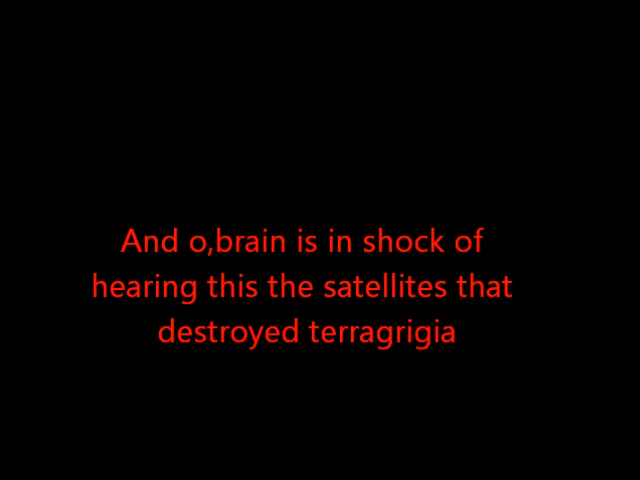 And o,brain is in shock of
hearing this the satellites that
destroyed terragrigia